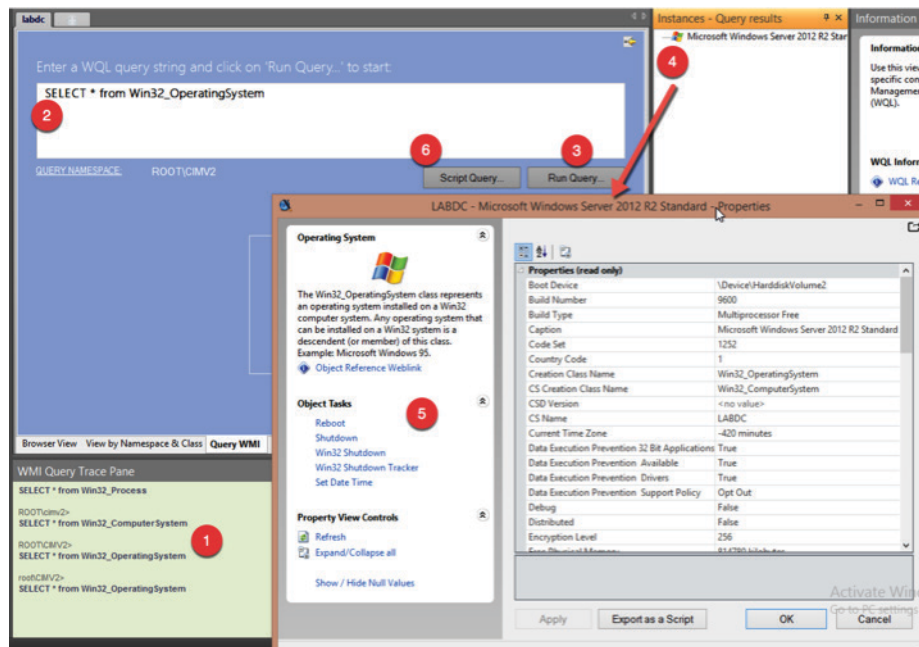 labdc
Enter a WQL query string and click on 'Run Query...' to start:
SELECT * from Win32_OperatingSystem
2
QUERY NAMESPACE: ROOT\CIMV2
6
3
Script Query...
Run Query...
Instances - Query results
Microsoft Windows Server 2012 R2 Star
4
Information
Information
Use this view
specific con
Management
(WQL).
WQL Inform
WQL Re
Browser View View by Namespace & Class Query WMI
WMI Query Trace Pane
SELECT * from Win32_Process
ROOT\cimv2>
SELECT * from Win32_ComputerSystem
1
ROOT\CIMV2>
SELECT * from Win32_OperatingSystem
root\CIMV2>
SELECT * from Win32_OperatingSystem
LABDC - Microsoft Windows Server 2012 R2 Standard - Properties
Operating System
The Win32_OperatingSystem class represents
an operating system installed on a Win32
computer system. Any operating system that
can be installed on a Win32 system is a
descendent (or member) of this class.
Example: Microsoft Windows 95.
Object Reference Weblink
Object Tasks
5
Reboot
Shutdown
Win32 Shutdown
Win32 Shutdown Tracker
Set Date Time
Property View Controls
Refresh
Expand/Collapse all
Show / Hide Null Values
Properties (read only)
Boot Device \Device\HarddiskVolume2
Build Number 9600
Build Type Multiprocessor Free
Caption Microsoft Windows Server 2012 R2 Standard
Code Set 1252
Country Code 1
Creation Class Name Win32_OperatingSystem
CS Creation Class Name Win32_ComputerSystem
CSD Version <no value>
CS Name LABDC
Current Time Zone -420 minutes
Data Execution Prevention 32 Bit Applications True
Data Execution Prevention Available True
Data Execution Prevention Drivers True
Data Execution Prevention Support Policy Opt Out
Debug False
Distributed False
Encryption Level 256
Free Physical Memory 814780 kilobytes
Activate Win
Go to PC settings
Apply
Export as a Script
OK
Cancel